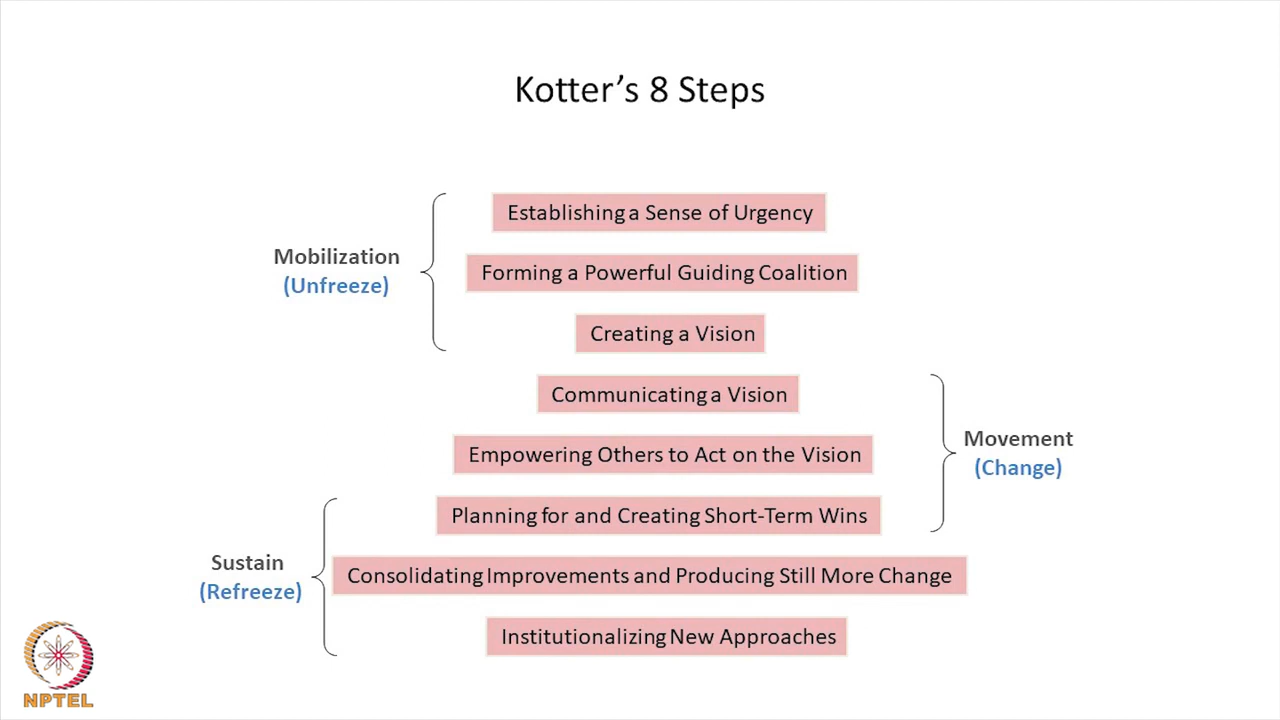 Kotter’s 8 Steps
Establishing a Sense of Urgency
Mobilization
(Unfreeze)
Forming a Powerful Guiding Coalition
Creating a Vision
Communicating a Vision
Movement
(Change)
Empowering Others to Act on the Vision
Planning for and Creating Short-Term Wins
Sustain
(Refreeze)
Consolidating Improvements and Producing Still More Change
Institutionalizing New Approaches
NPTEL